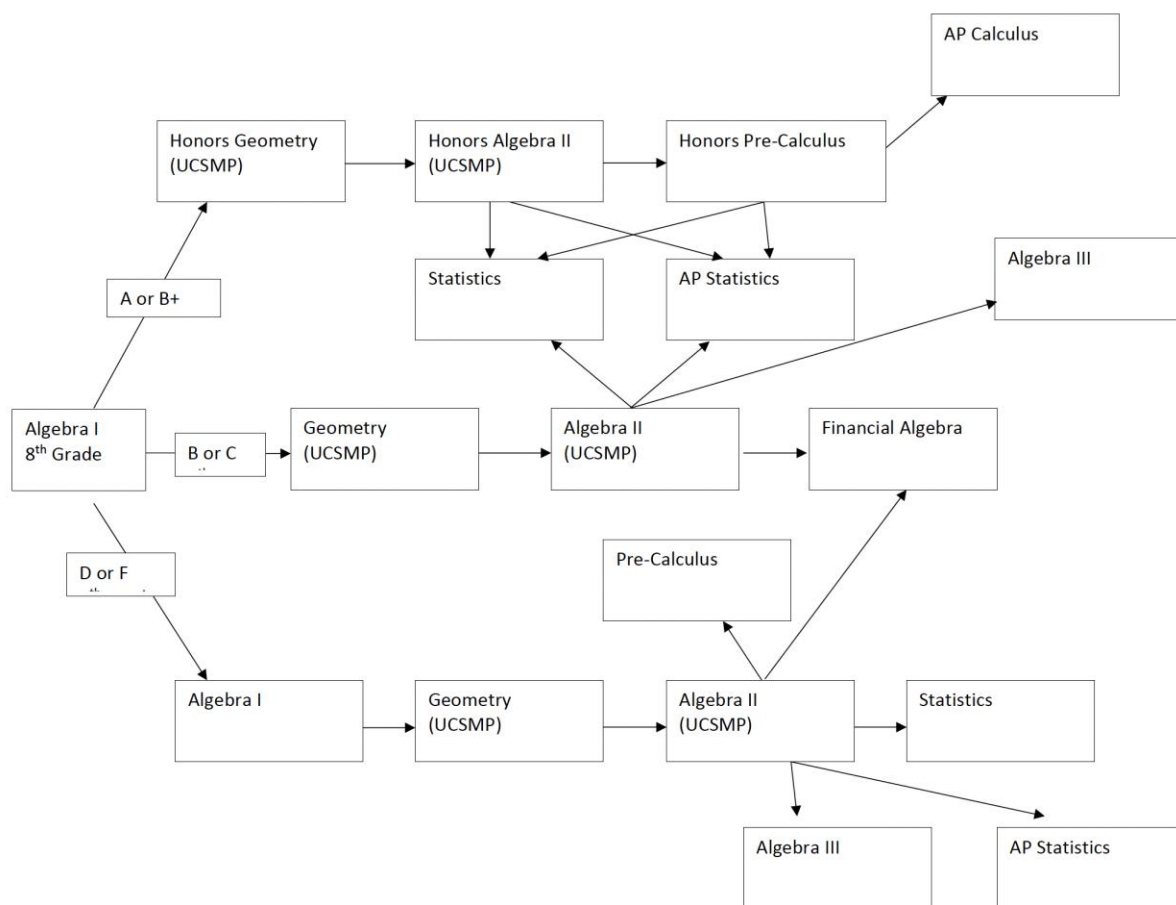 AP Calculus
Honors Geometry
(UCSMP)
Honors Algebra II
(UCSMP)
Honors Pre-Calculus
Statistics
AP Statistics
Algebra III
A or B+
Algebra I
8th Grade
B or C
Geometry
(UCSMP)
Algebra II
(UCSMP)
Financial Algebra
D or F
Pre-Calculus
Algebra I
Geometry
(UCSMP)
Algebra II
(UCSMP)
Statistics
Algebra III
AP Statistics